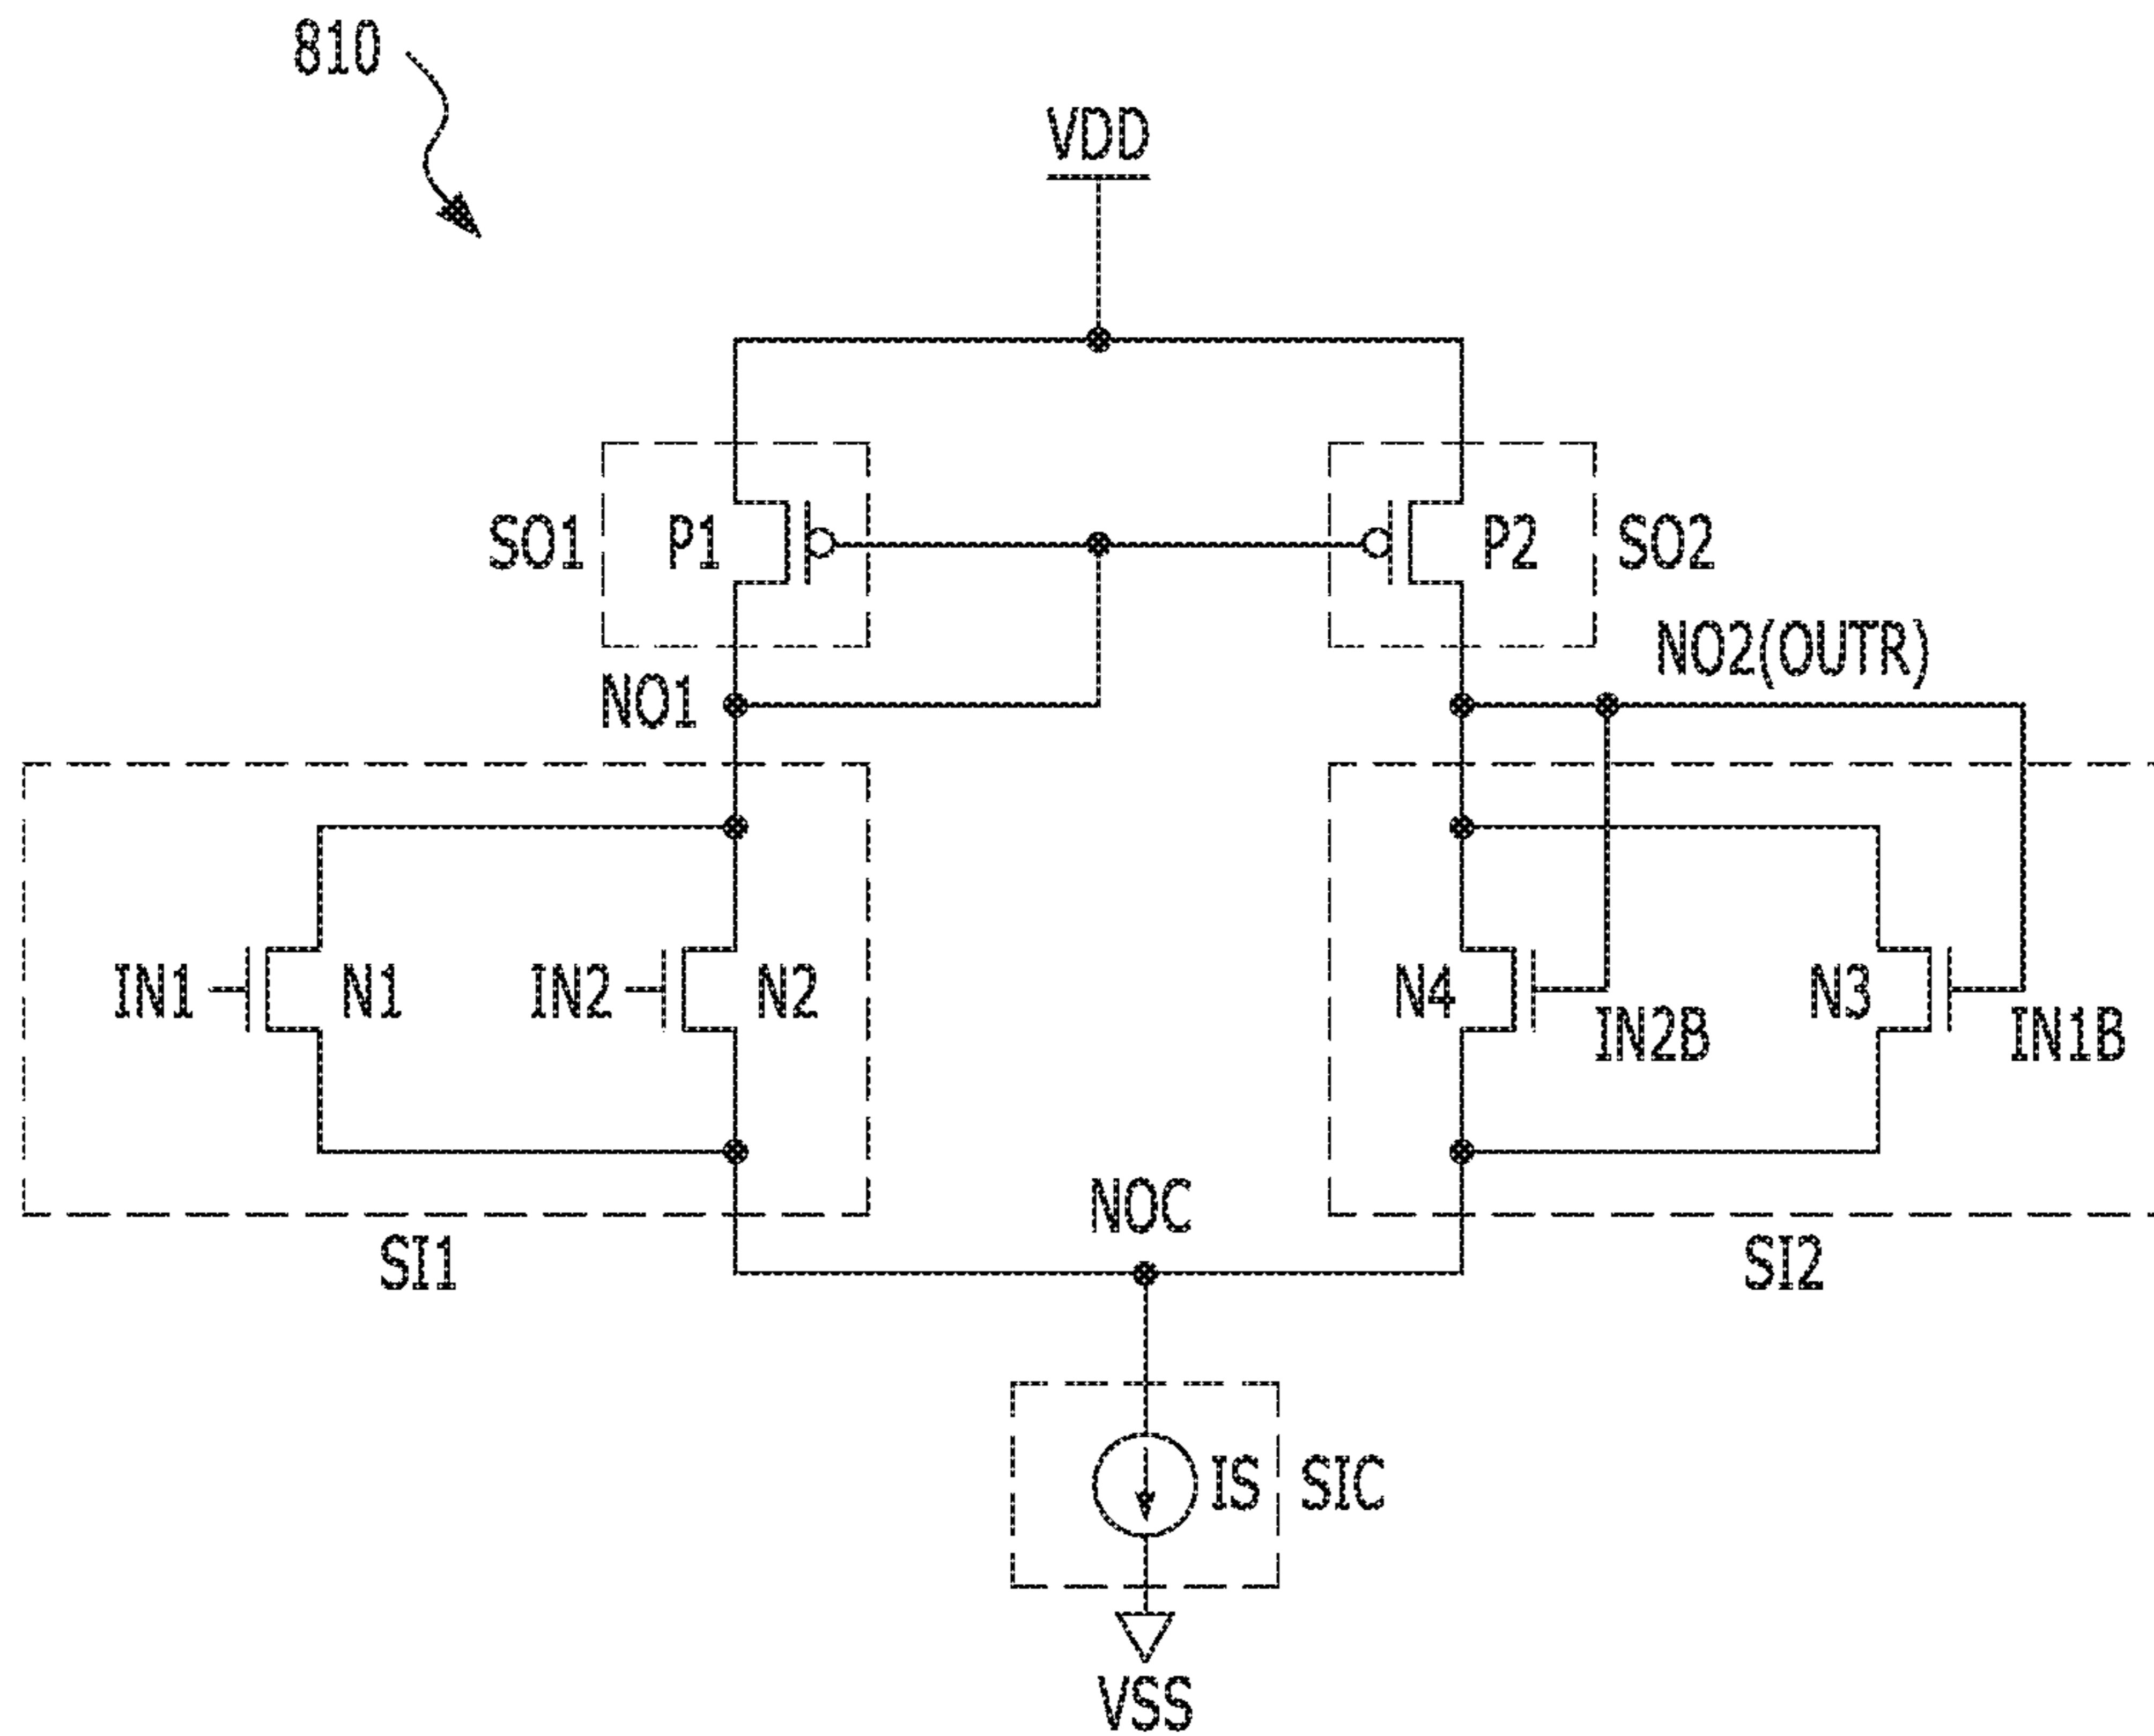 810
VDD
SO1
P1
P2
SO2
NO1
NO2(OUTR)
IN1
N1
IN2
N2
N4
IN2B
N3
IN1B
NOC
SI1
SI2
IS
SIC
VSS